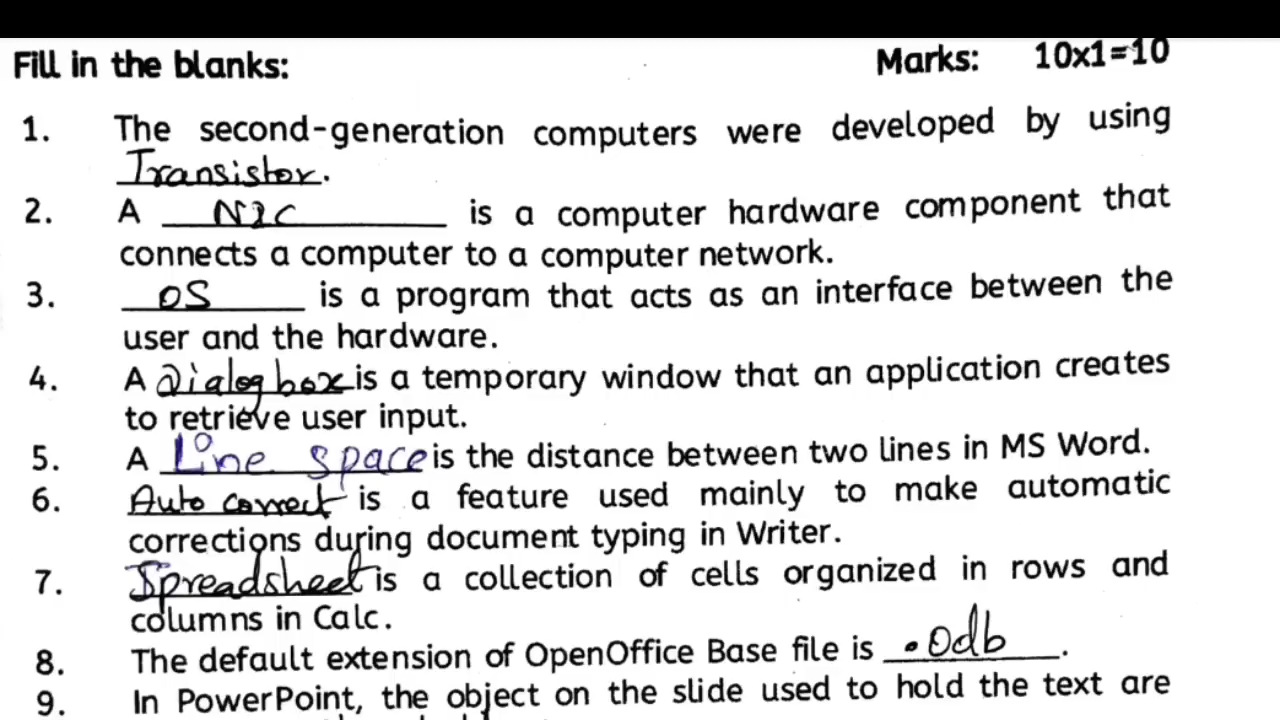 Fill in the blanks: Marks: 10x1=10
1. The second-generation computers were developed by using
Transistor.
2. A NIC is a computer hardware component that
connects a computer to a computer network.
3. OS is a program that acts as an interface between the
user and the hardware.
4. A Dialog box is a temporary window that an application creates
to retrieve user input.
5. A Line space is the distance between two lines in MS Word.
6. Auto correct is a feature used mainly to make automatic
corrections during document typing in Writer.
7. Spreadsheet is a collection of cells organized in rows and
columns in Calc.
8. The default extension of OpenOffice Base file is .odb.
9. In PowerPoint, the object on the slide used to hold the text are